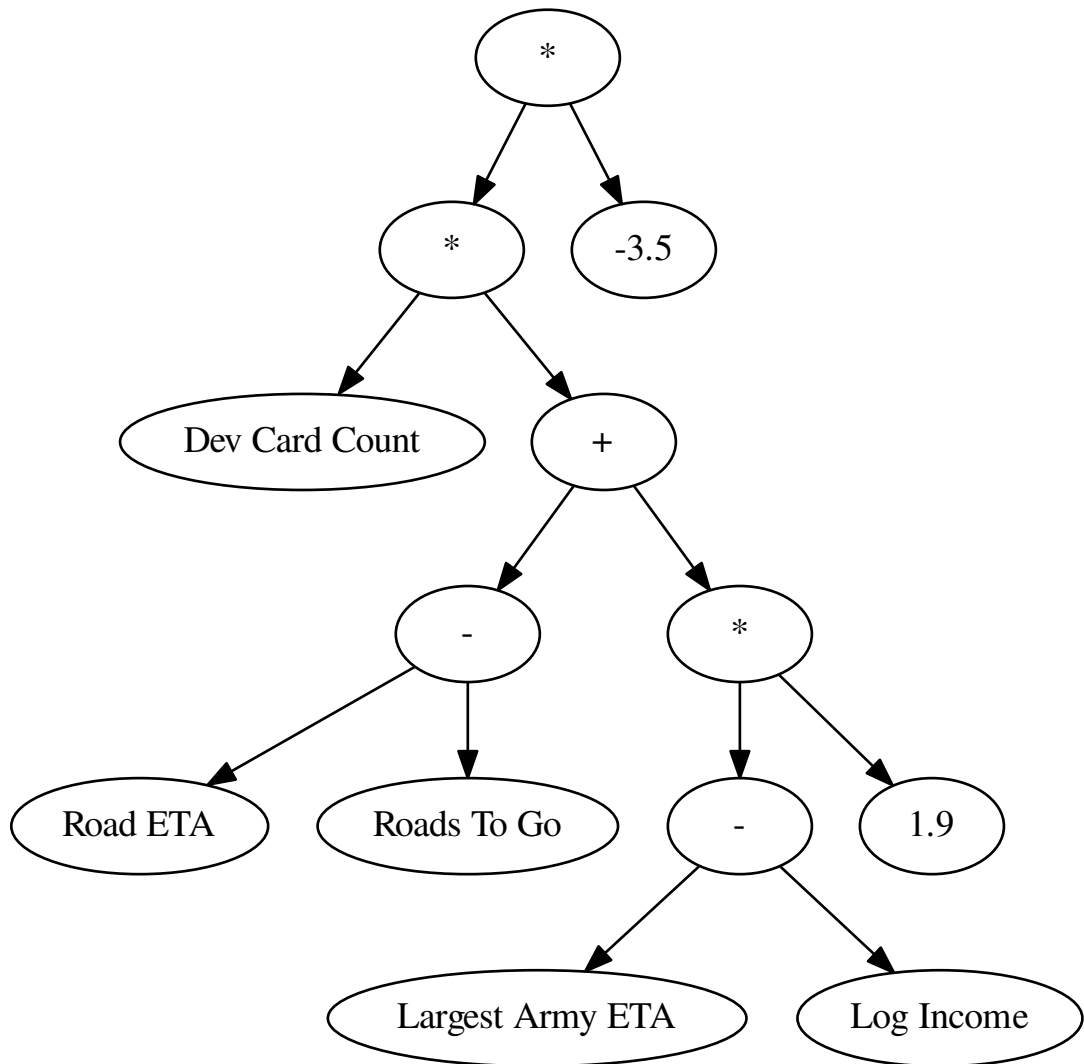 *
*
-3.5
Dev Card Count
+
-
*
Road ETA
Roads To Go
-
1.9
Largest Army ETA
Log Income